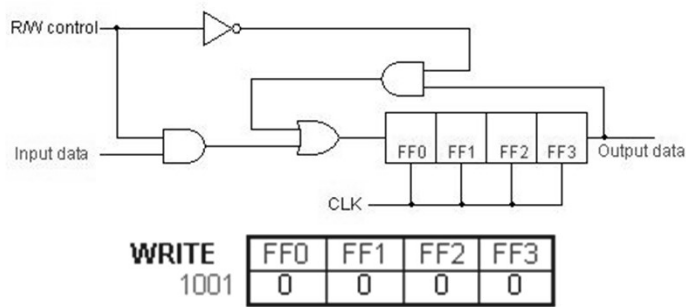 R/W control
Input data
FF0 FF1 FF2 FF3
Output data
CLK
WRITE FF0 FF1 FF2 FF3
1001 0 0 0 0